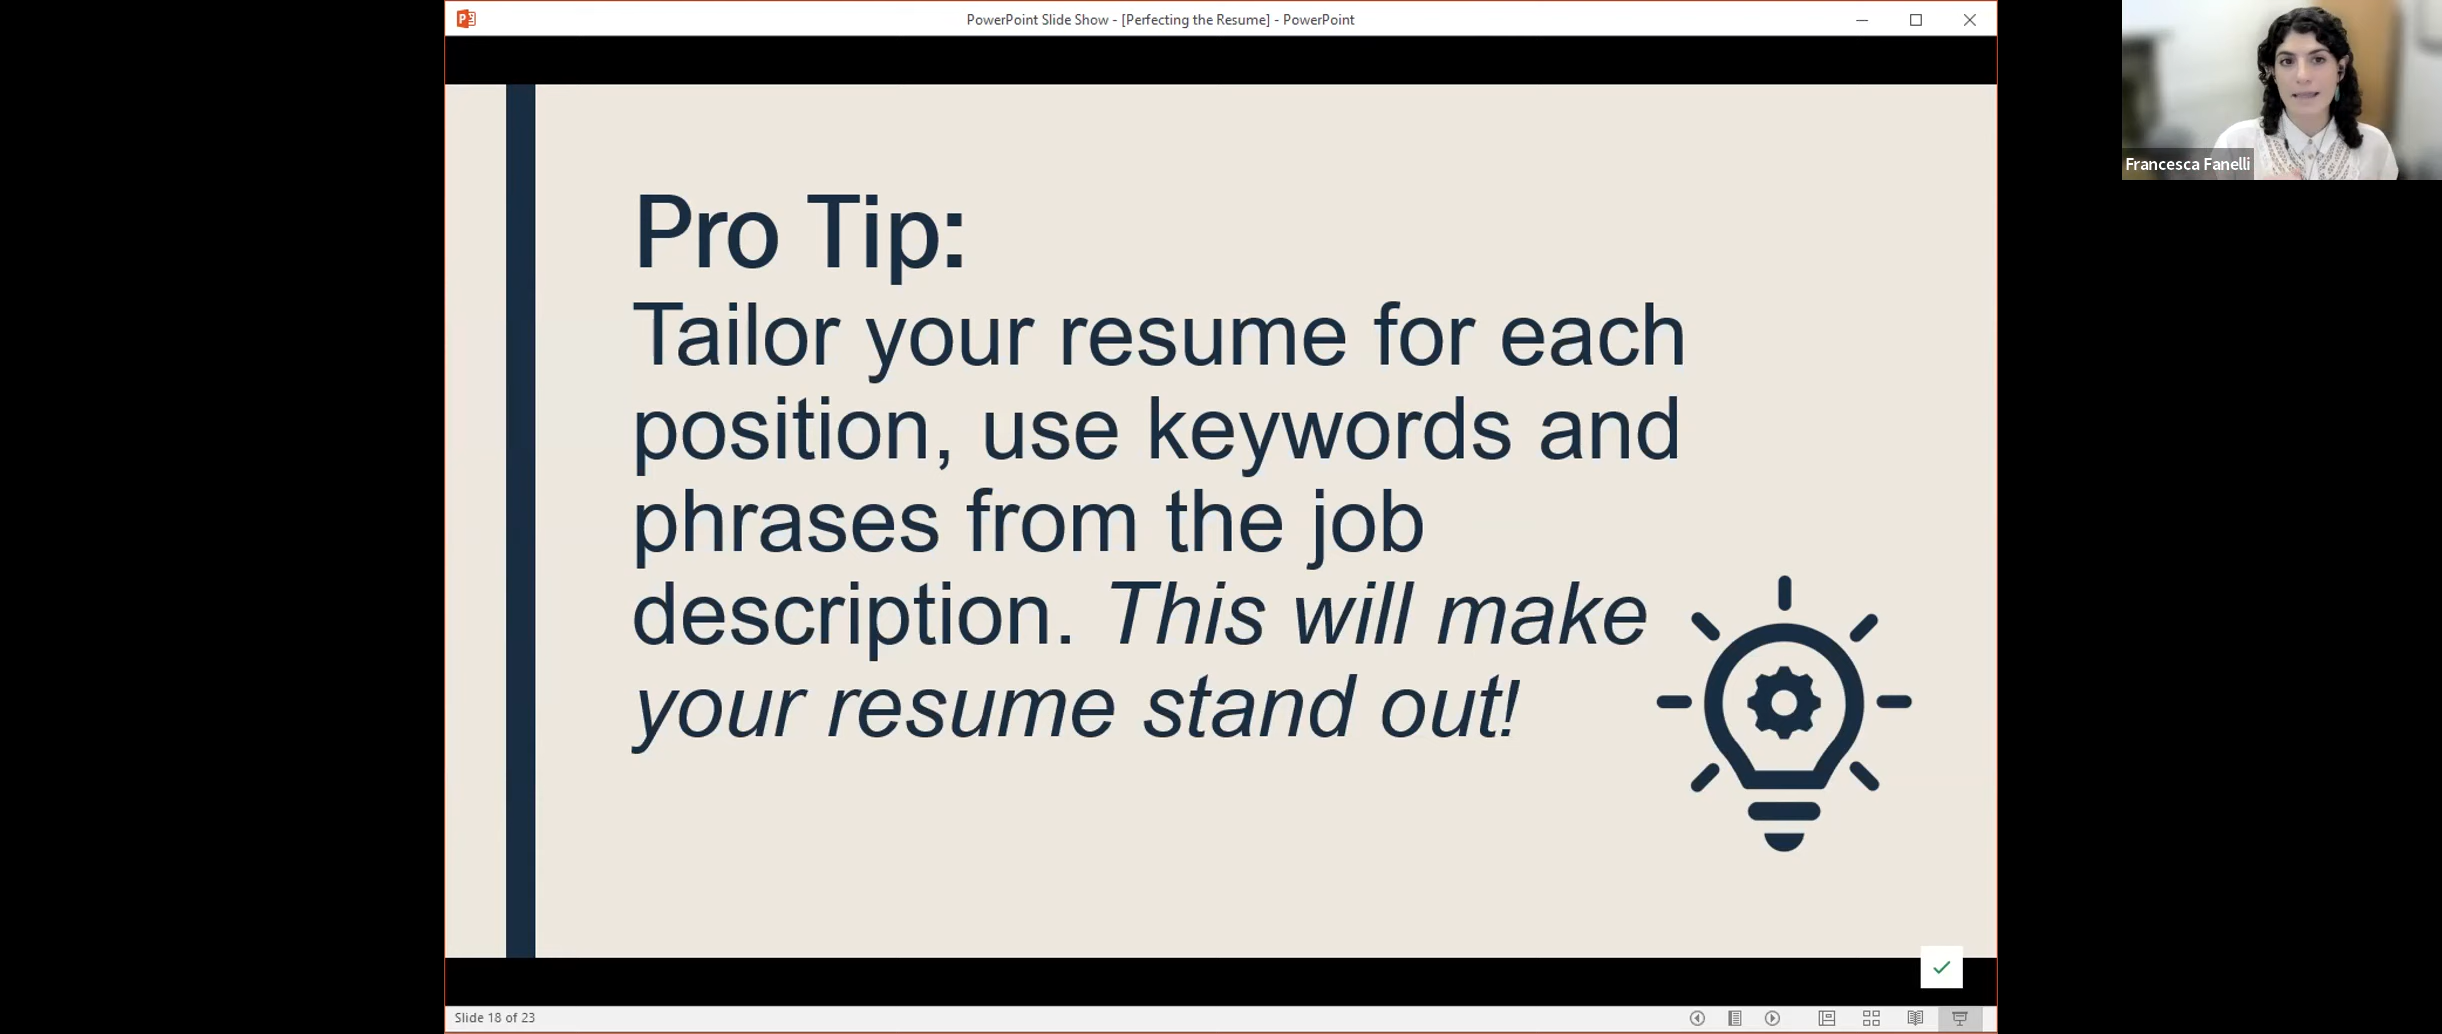 PowerPoint Slide Show - [Perfecting the Resume] - PowerPoint
Francesca Fanelli
Pro Tip:
Tailor your resume for each
position, use keywords and
phrases from the job
description. This will make
your resume stand out!
Slide 18 of 23